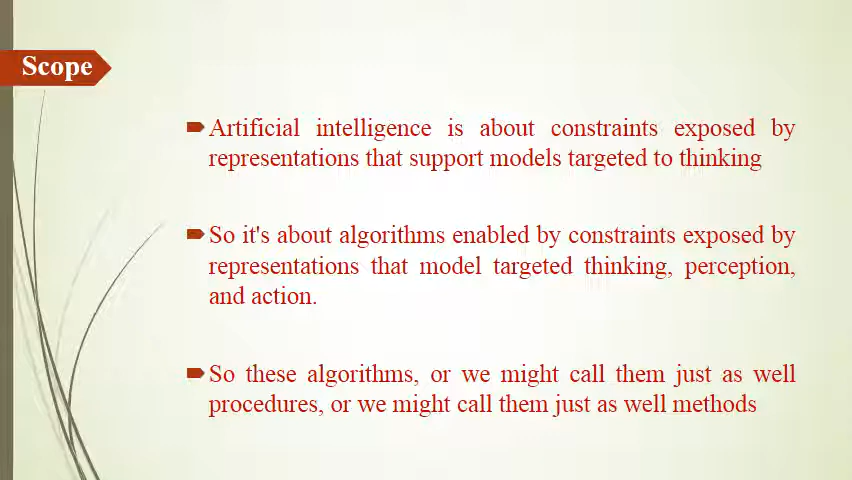 Scope
Artificial intelligence is about constraints exposed by
representations that support models targeted to thinking
So it's about algorithms enabled by constraints exposed by
representations that model targeted thinking, perception,
and action.
So these algorithms, or we might call them just as well
procedures, or we might call them just as well methods